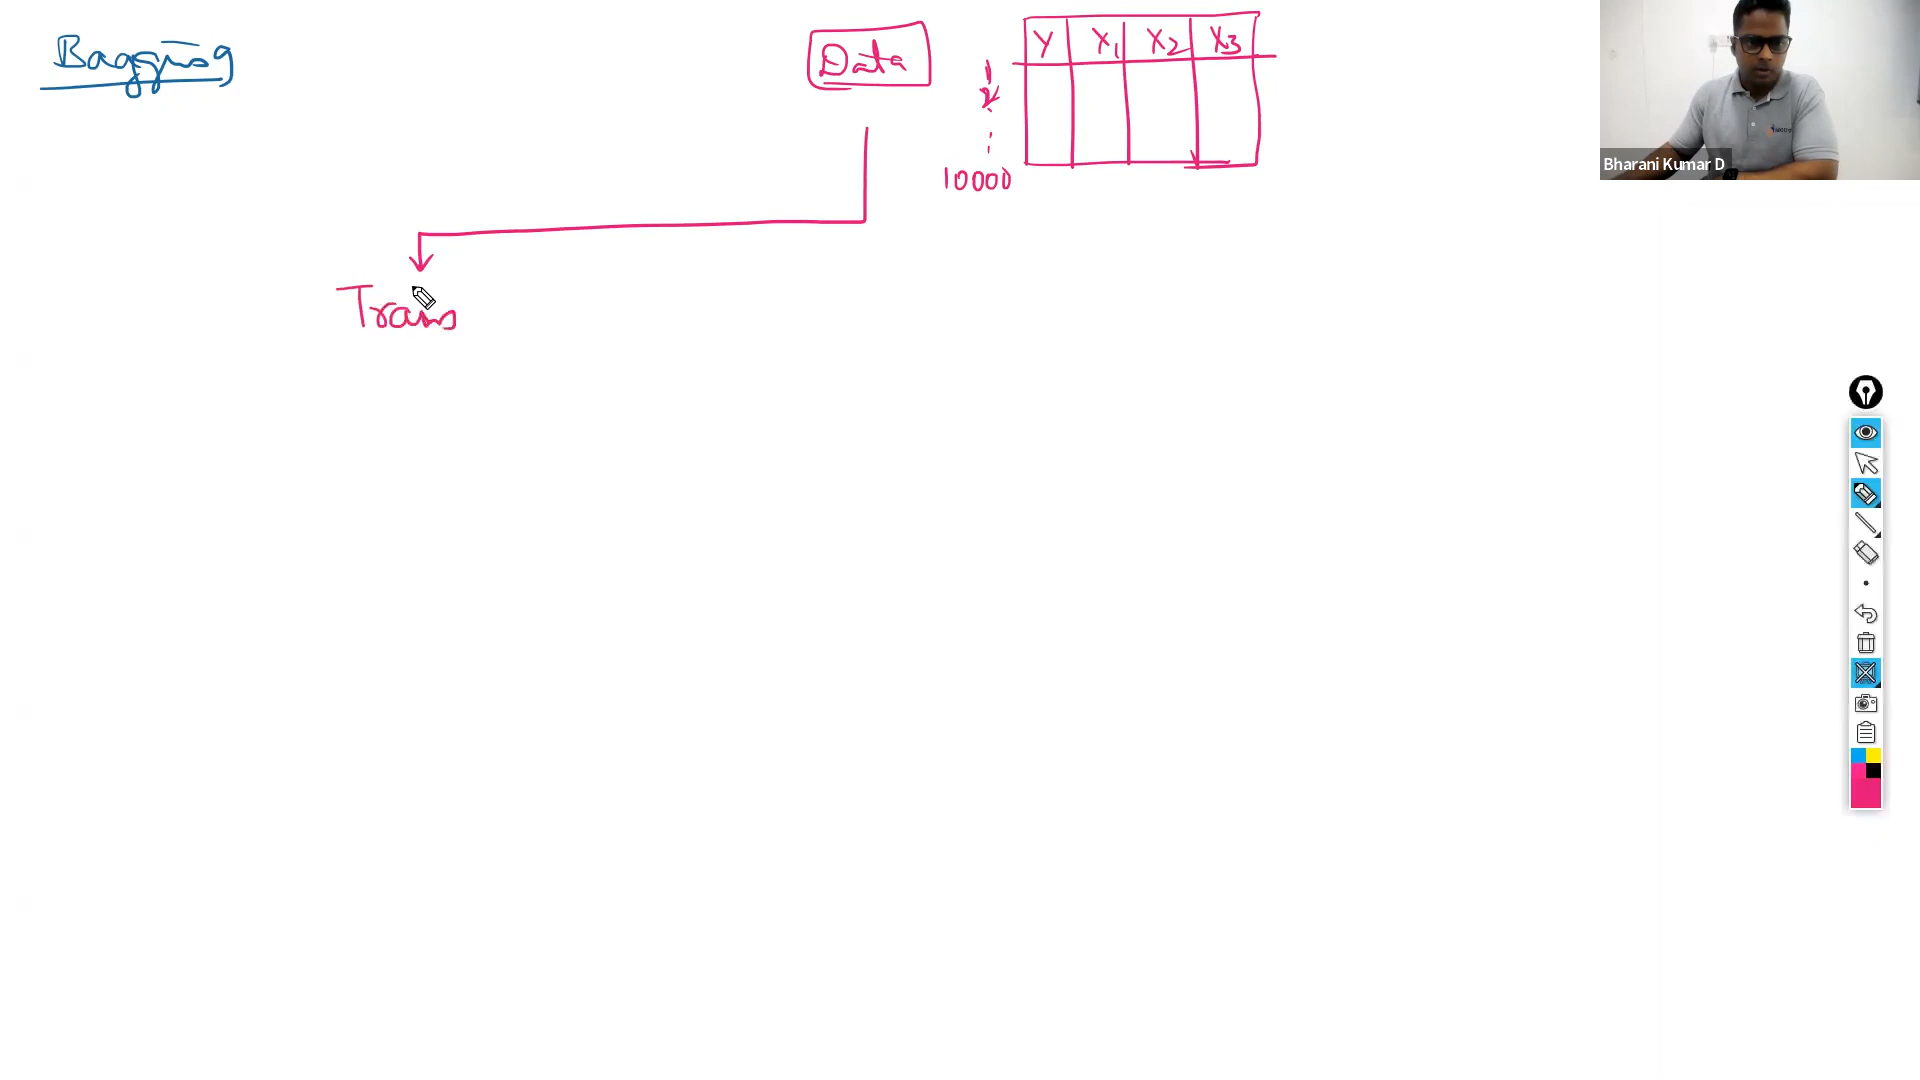 Bagging
Data
Y X1 X2 X3
1
2
10000
Train
Bharani Kumar D